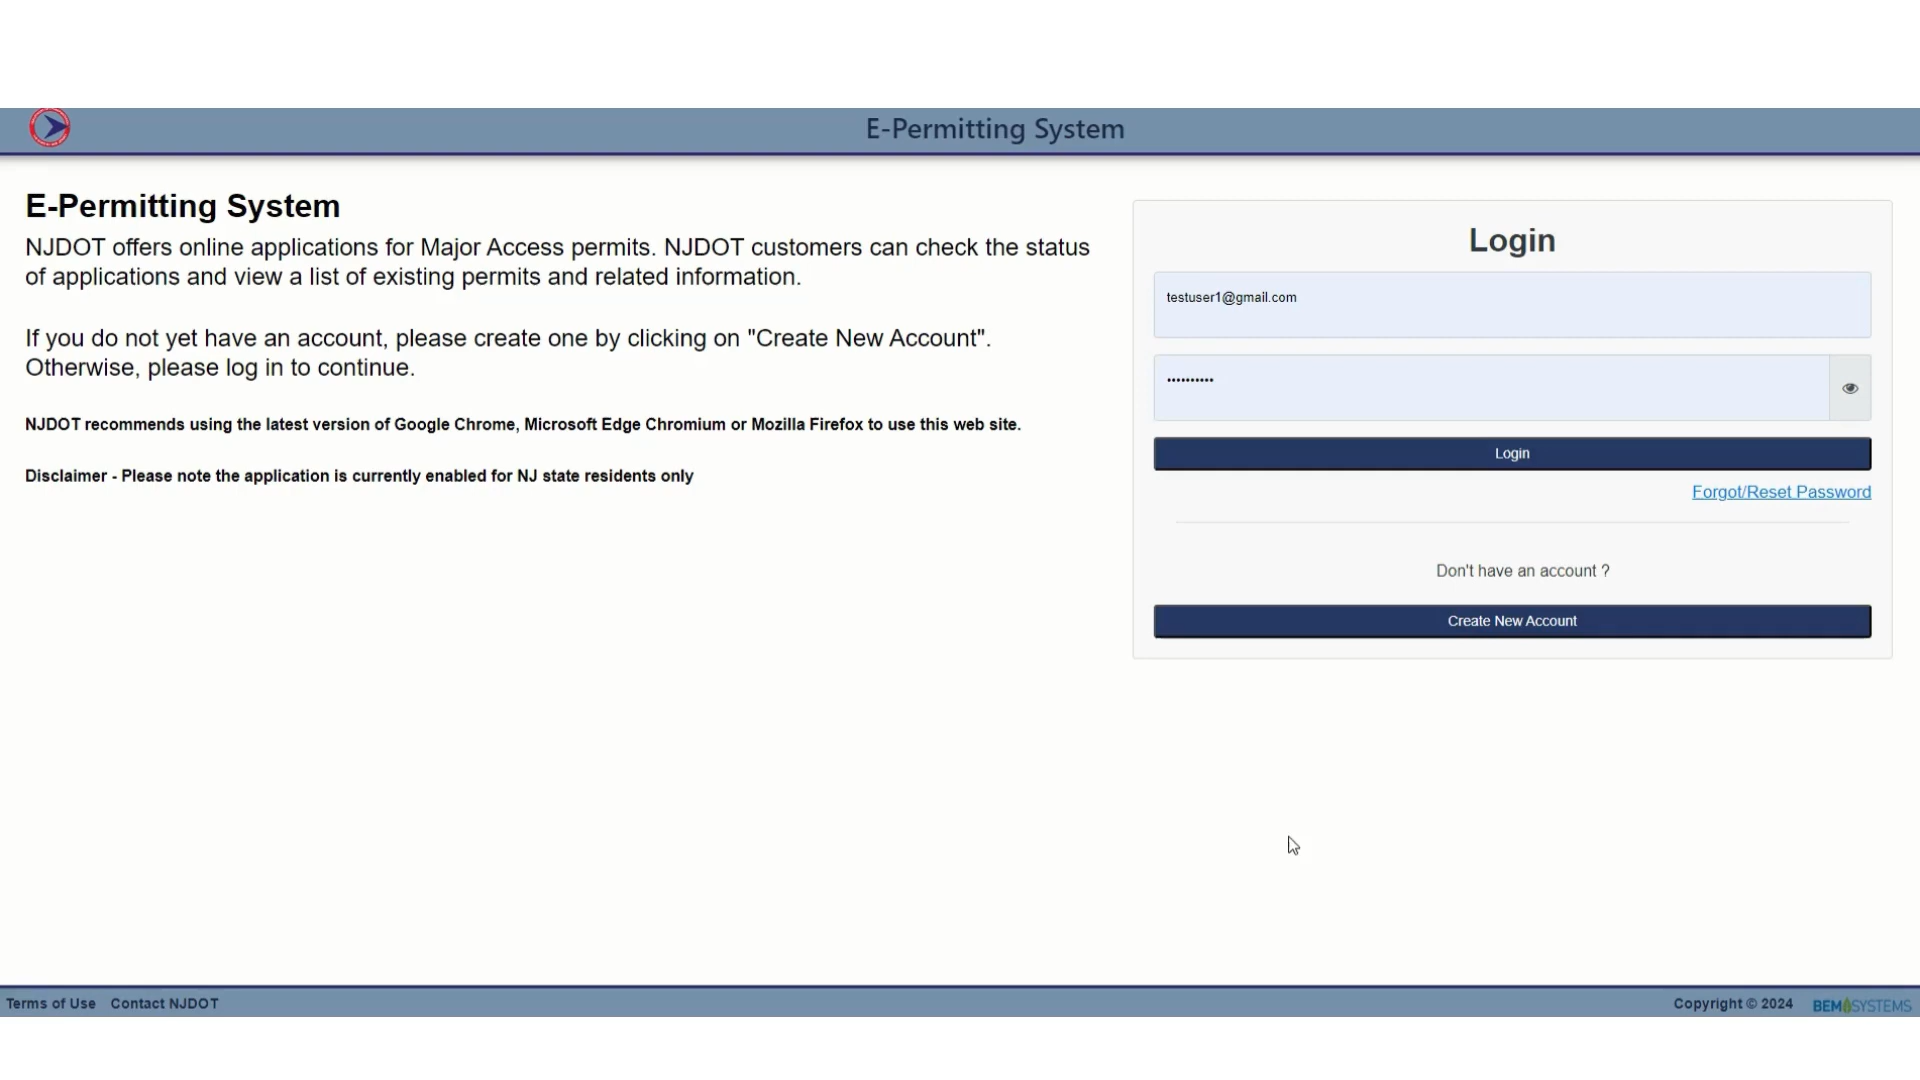 E-Permitting System
E-Permitting System
NJDOT offers online applications for Major Access permits. NJDOT customers can check the status
of applications and view a list of existing permits and related information.
If you do not yet have an account, please create one by clicking on "Create New Account".
Otherwise, please log in to continue.
NJDOT recommends using the latest version of Google Chrome, Microsoft Edge Chromium or Mozilla Firefox to use this web site.
Disclaimer - Please note the application is currently enabled for NJ state residents only
Login
testuser1@gmail.com
••••••••••
Login
Forgot/Reset Password
Don't have an account ?
Create New Account
Terms of Use Contact NJDOT
Copyright © 2024 BEM SYSTEMS